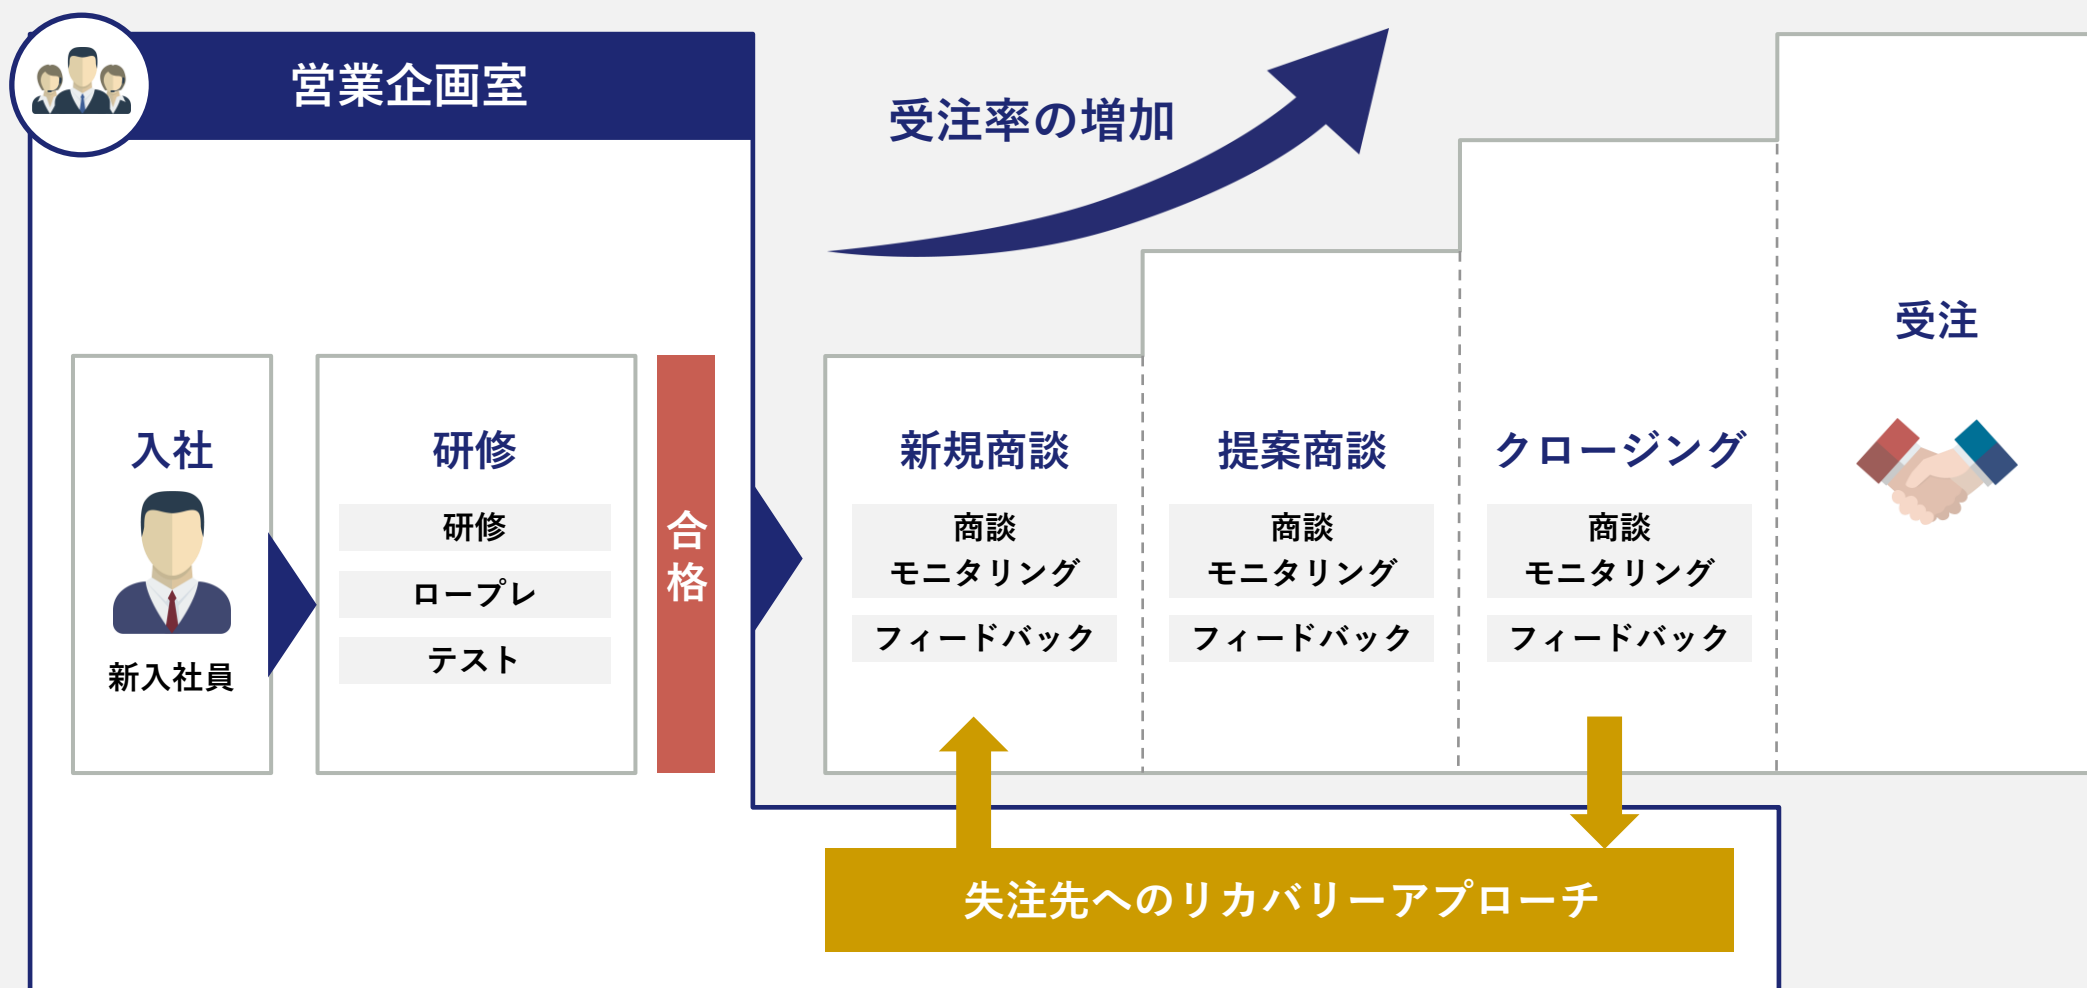 営業企画室
受注率の増加
入社
新入社員
研修
研修
ロープレ
テスト
合格
新規商談
商談
モニタリング
フィードバック
提案商談
商談
モニタリング
フィードバック
クロージング
商談
モニタリング
フィードバック
受注
失注先へのリカバリーアプローチ